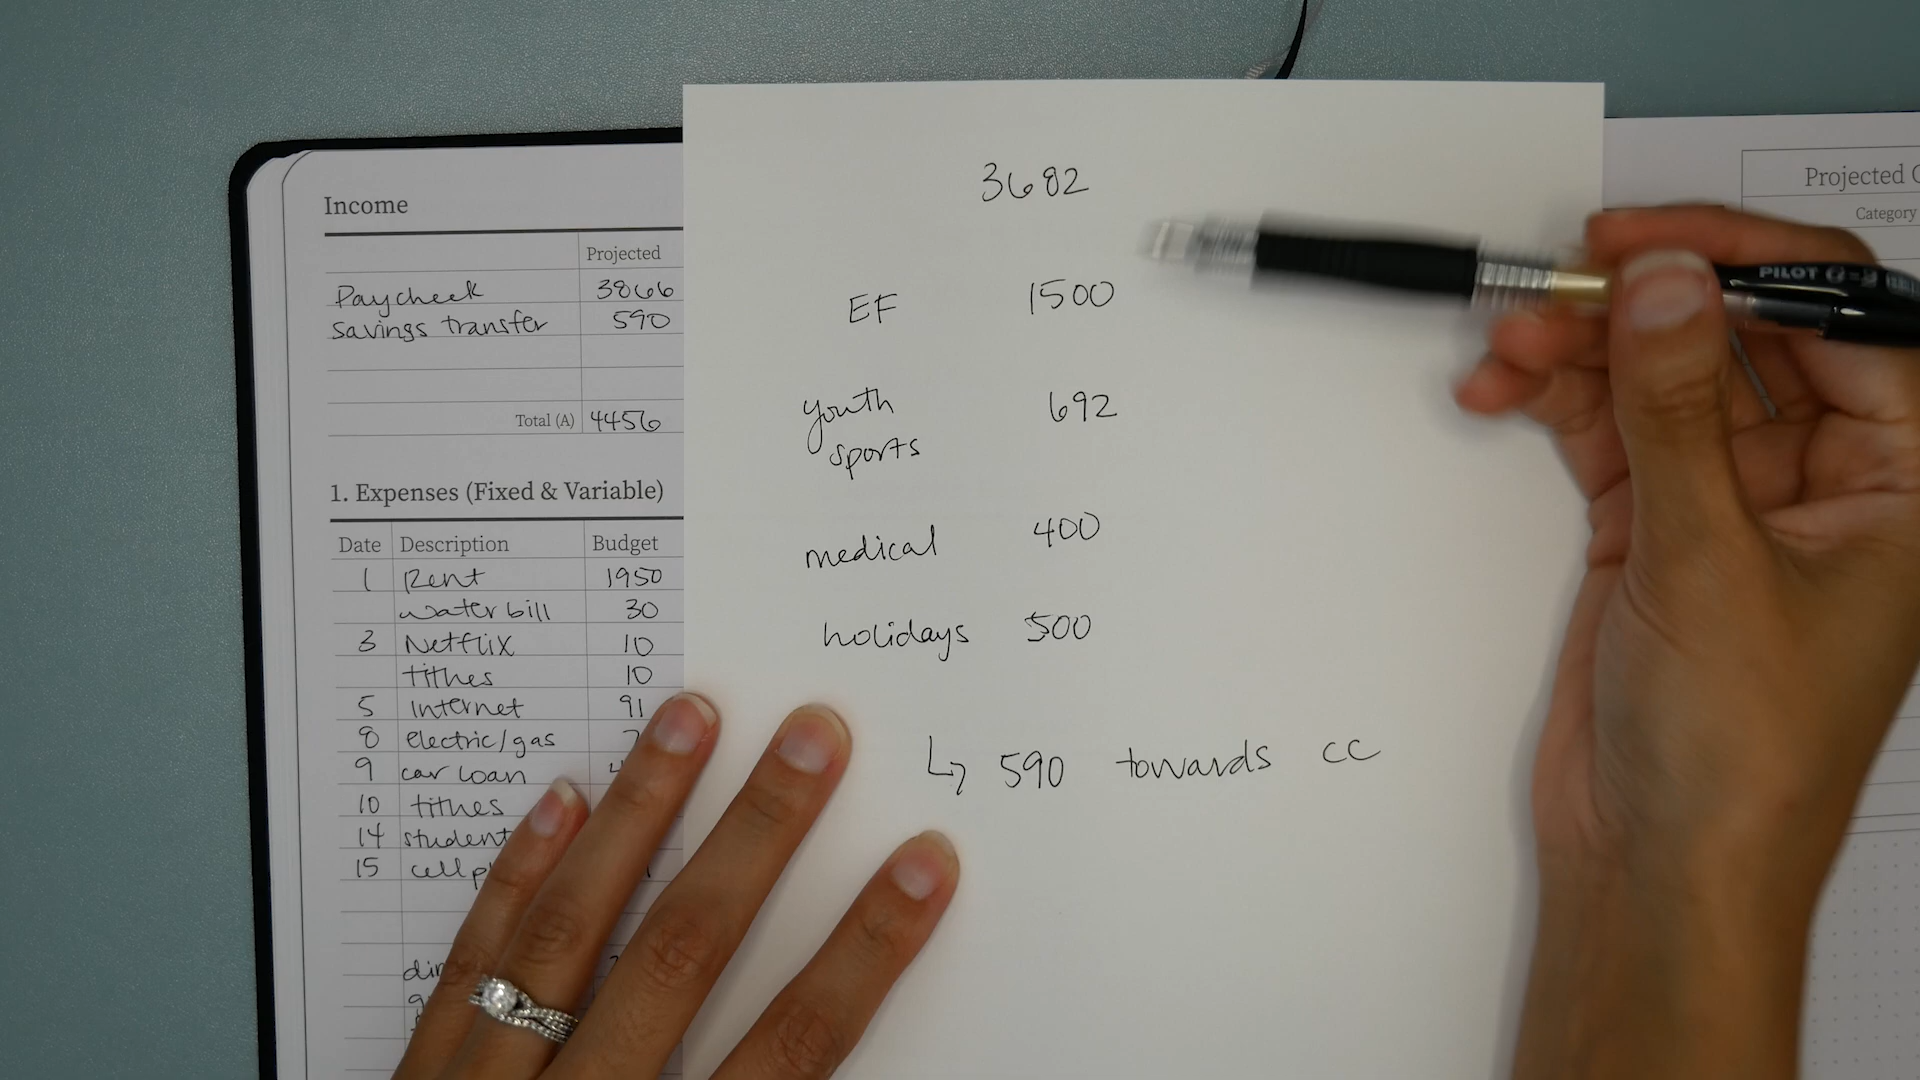 Income
Projected
Paycheck 3866
savings transfer 590
Total (A) 4456
1. Expenses (Fixed & Variable)
Date Description Budget
1 Rent 1950
water bill 30
3 Netflix 10
tithes 10
5 Internet 91
8 electric/gas
9 car loan
10 tithes
14 student
15 cell
3682
EF 1500
youth 692
sports
medical 400
holidays 500
↳ 590 towards cc
PILOT G-2
Projected
Category